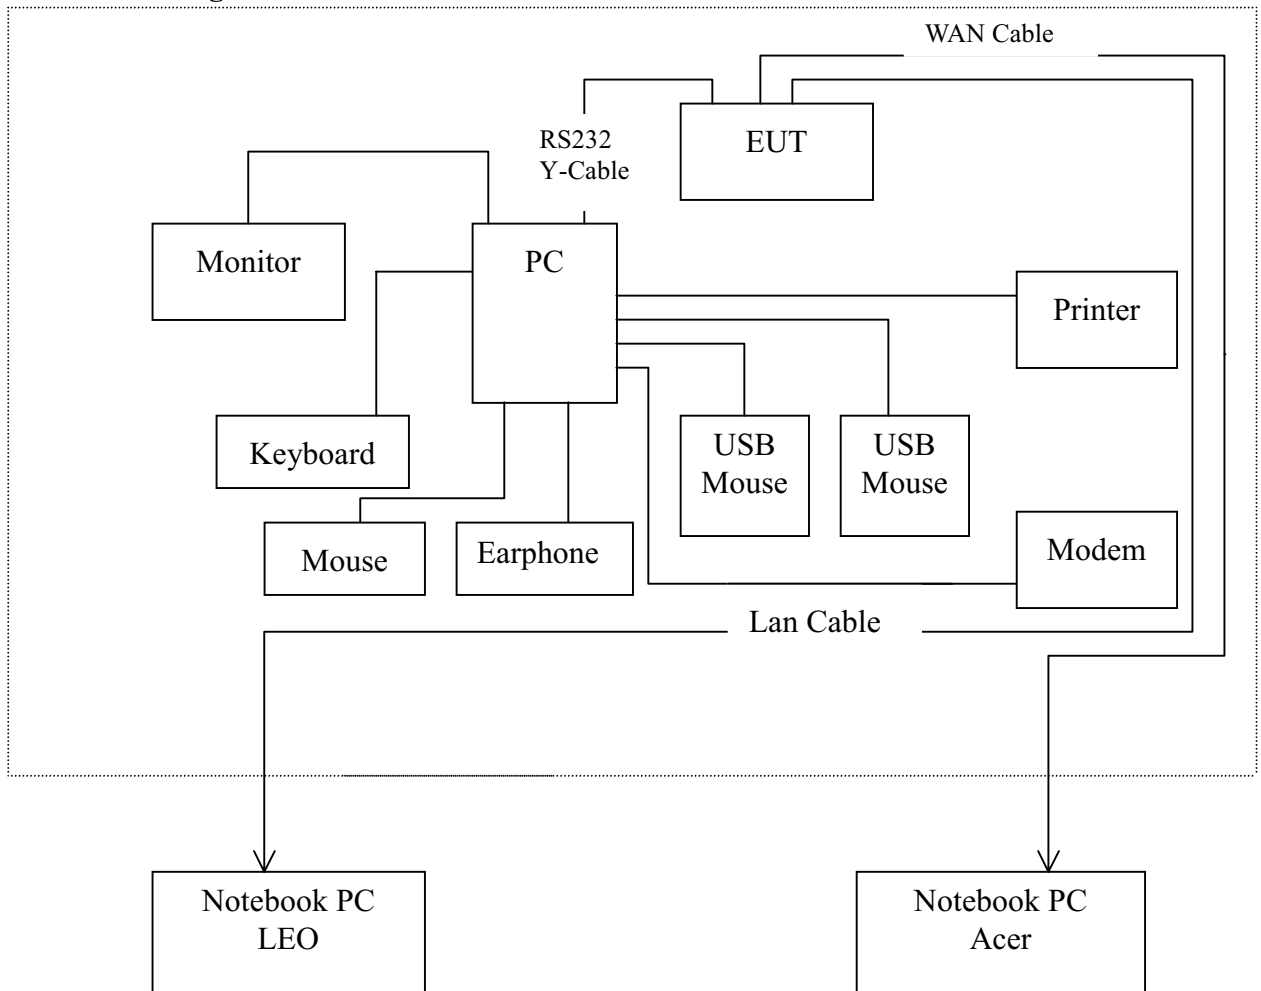 WAN Cable
EUT
RS232
Y-Cable
Monitor
PC
Printer
Keyboard
USB
Mouse
USB
Mouse
Mouse
Earphone
Modem
Lan Cable
Notebook PC
LEO
Notebook PC
Acer